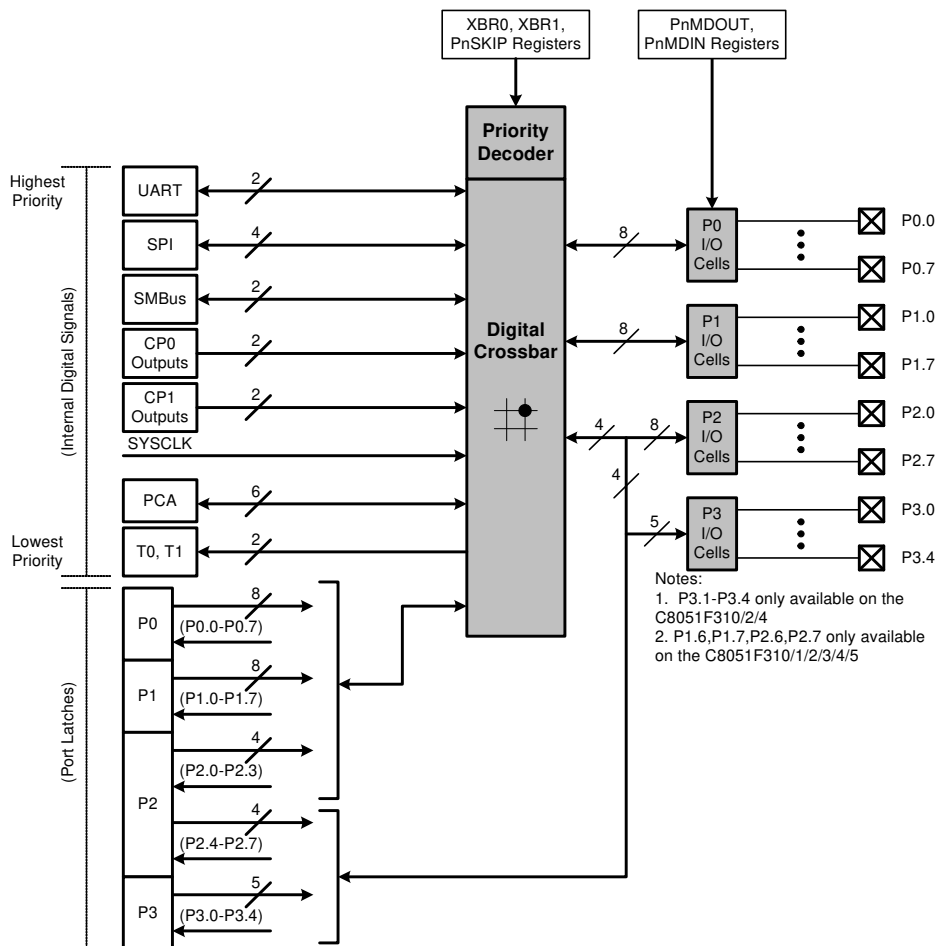 XBR0, XBR1,
PnSKIP Registers
PnMDOUT,
PnMDIN Registers
Priority
Decoder
Highest
Priority
UART
2
SPI
4
SMBus
2
CP0
Outputs
2
CP1
Outputs
2
SYSCLK
PCA
6
Lowest
Priority
T0, T1
2
(Internal Digital Signals)
Digital
Crossbar
8
P0
I/O
Cells
P0.0
P0.7
8
P1
I/O
Cells
P1.0
P1.7
4
8
P2
I/O
Cells
P2.0
P2.7
4
5
P3
I/O
Cells
P3.0
P3.4
Notes:
1. P3.1-P3.4 only available on the
C8051F310/2/4
2. P1.6,P1.7,P2.6,P2.7 only available
on the C8051F310/1/2/3/4/5
(Port Latches)
P0
8
(P0.0-P0.7)
P1
8
(P1.0-P1.7)
P2
4
(P2.0-P2.3)
4
(P2.4-P2.7)
P3
5
(P3.0-P3.4)